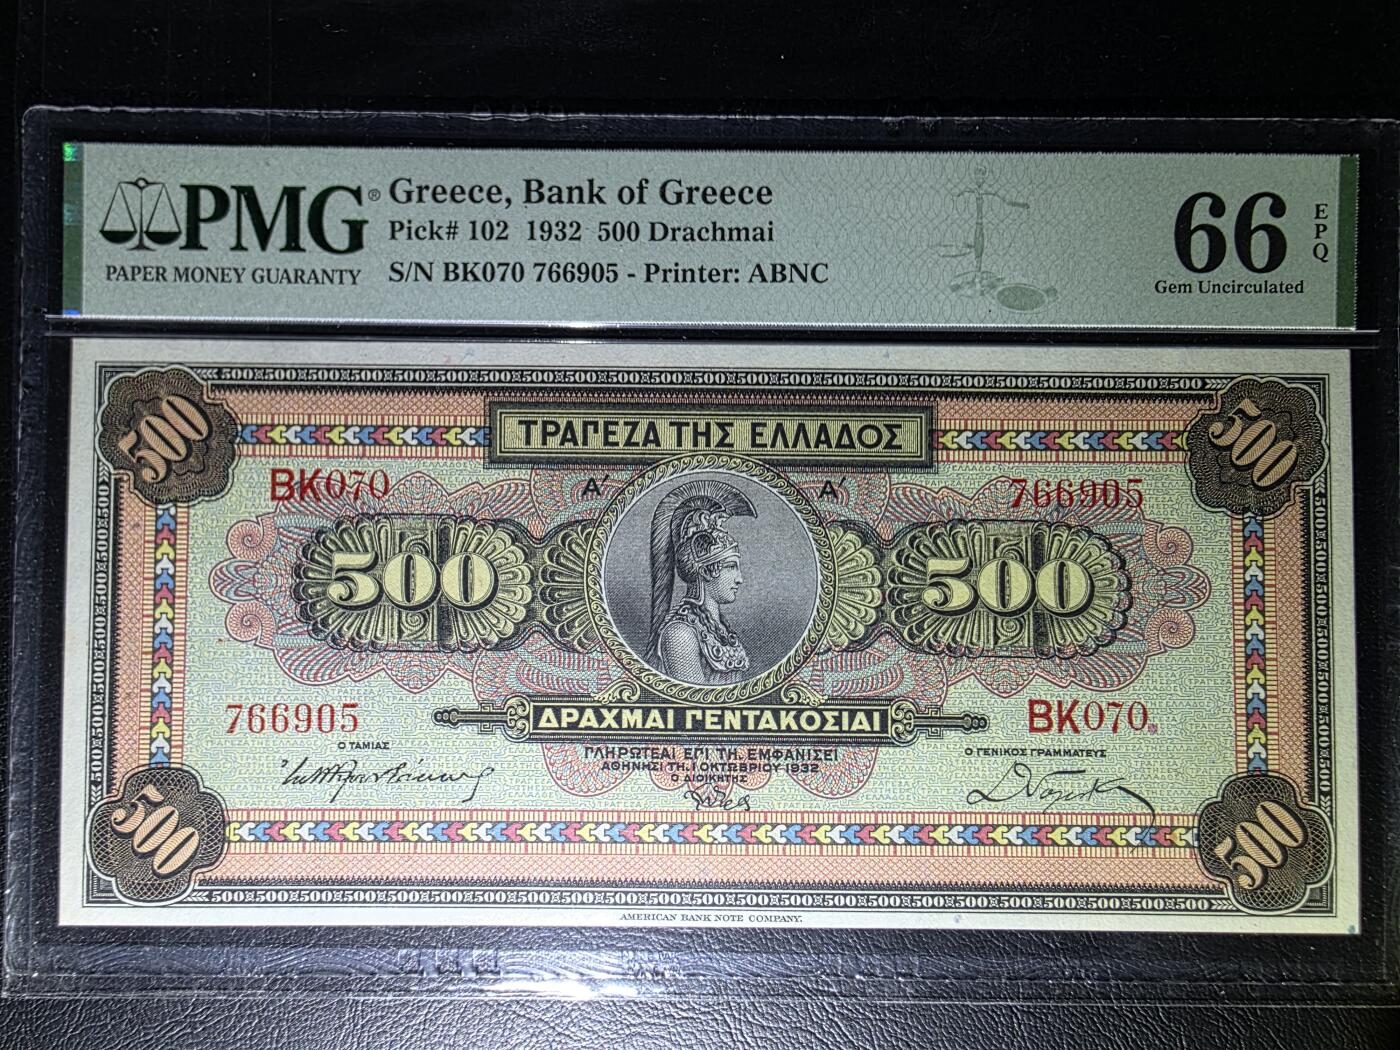 PMG®
PAPER MONEY GUARANTY
Greece, Bank of Greece
Pick# 102 1932 500 Drachmai
S/N BK070 766905 - Printer: ABNC
66
EPQ
Gem Uncirculated
500 500
ΤΡΑΠΕΖΑ ΤΗΣ ΕΛΛΑΔΟΣ
ΒΚ070 Α' Α' 766905
500 500
766905 ΔΡΑΧΜΑΙ ΠΕΝΤΑΚΟΣΙΑΙ ΒΚ070
Ο ΤΑΜΙΑΣ ΠΛΗΡΩΤΕΑΙ ΕΠΙ ΤΗ ΕΜΦΑΝΙΣΕΙ Ο ΓΕΝΙΚΟΣ ΓΡΑΜΜΑΤΕΥΣ
ΑΘΗΝΗΣΙ ΤΗ 1 ΟΚΤΩΒΡΙΟΥ 1932
Ο ΔΙΟΙΚΗΤΗΣ
500 500
AMERICAN BANK NOTE COMPANY.